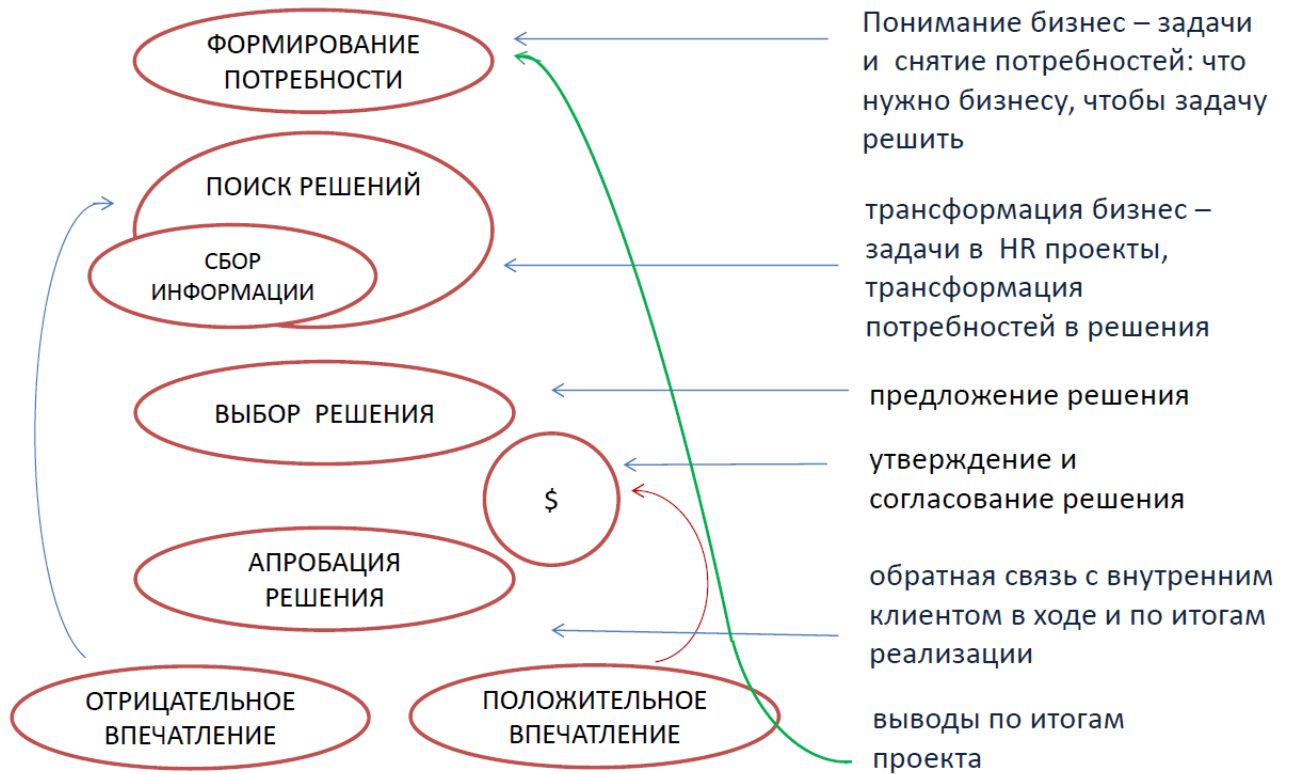 ФОРМИРОВАНИЕ
ПОТРЕБНОСТИ
Понимание бизнес – задачи
и снятие потребностей: что
нужно бизнесу, чтобы задачу
решить
ПОИСК РЕШЕНИЙ
СБОР
ИНФОРМАЦИИ
трансформация бизнес –
задачи в HR проекты,
трансформация
потребностей в решения
ВЫБОР РЕШЕНИЯ
предложение решения
$
утверждение и
согласование решения
АПРОБАЦИЯ
РЕШЕНИЯ
обратная связь с внутренним
клиентом в ходе и по итогам
реализации
ОТРИЦАТЕЛЬНОЕ
ВПЕЧАТЛЕНИЕ
ПОЛОЖИТЕЛЬНОЕ
ВПЕЧАТЛЕНИЕ
выводы по итогам
проекта